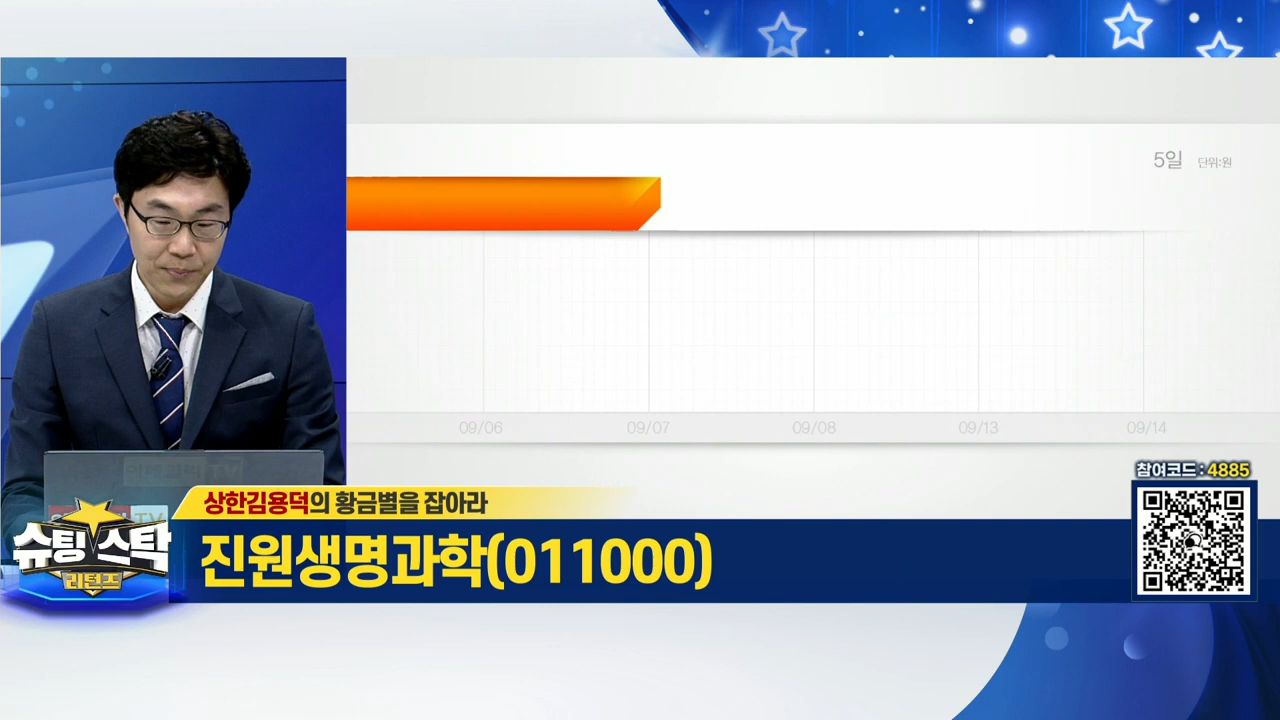 5일 단위:원
09/06 09/07 09/08 09/13 09/14
참여코드:4885
상한김용덕의 황금별을 잡아라
슈팅스탁
리턴즈
진원생명과학(011000)